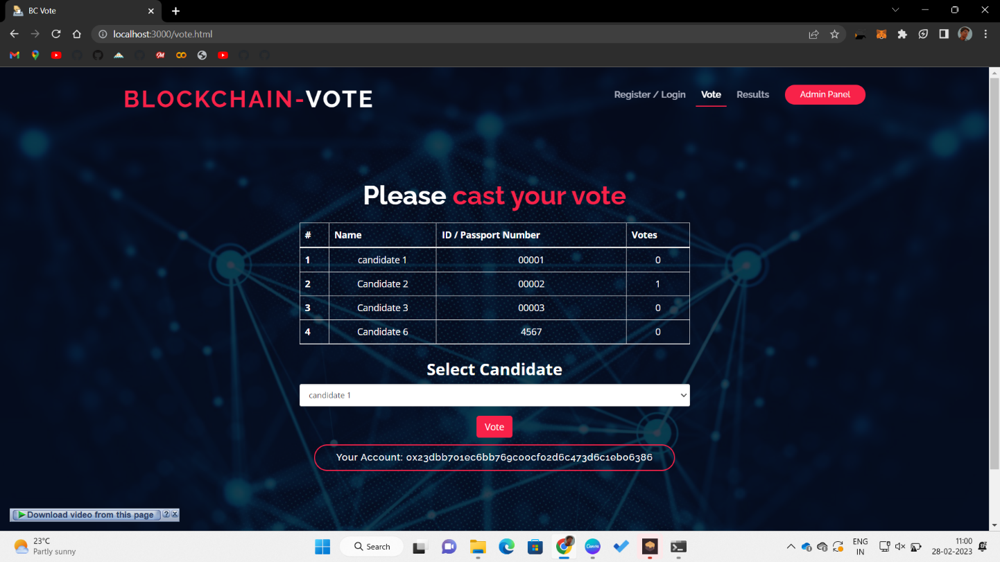 BC Vote
localhost:3000/vote.html
BLOCKCHAIN-VOTE
Register / Login Vote Results Admin Panel
Please cast your vote
# Name ID / Passport Number Votes
1 candidate 1 00001 0
2 Candidate 2 00002 1
3 Candidate 3 00003 0
4 Candidate 6 4567 0
Select Candidate
candidate 1
Vote
Your Account: 0x23dbb701ec6bb769c00cf02d6c473d6c1eb06386
Download video from this page ? X
23°C
Partly sunny
Search
Canva
ENG
IN
11:00
28-02-2023